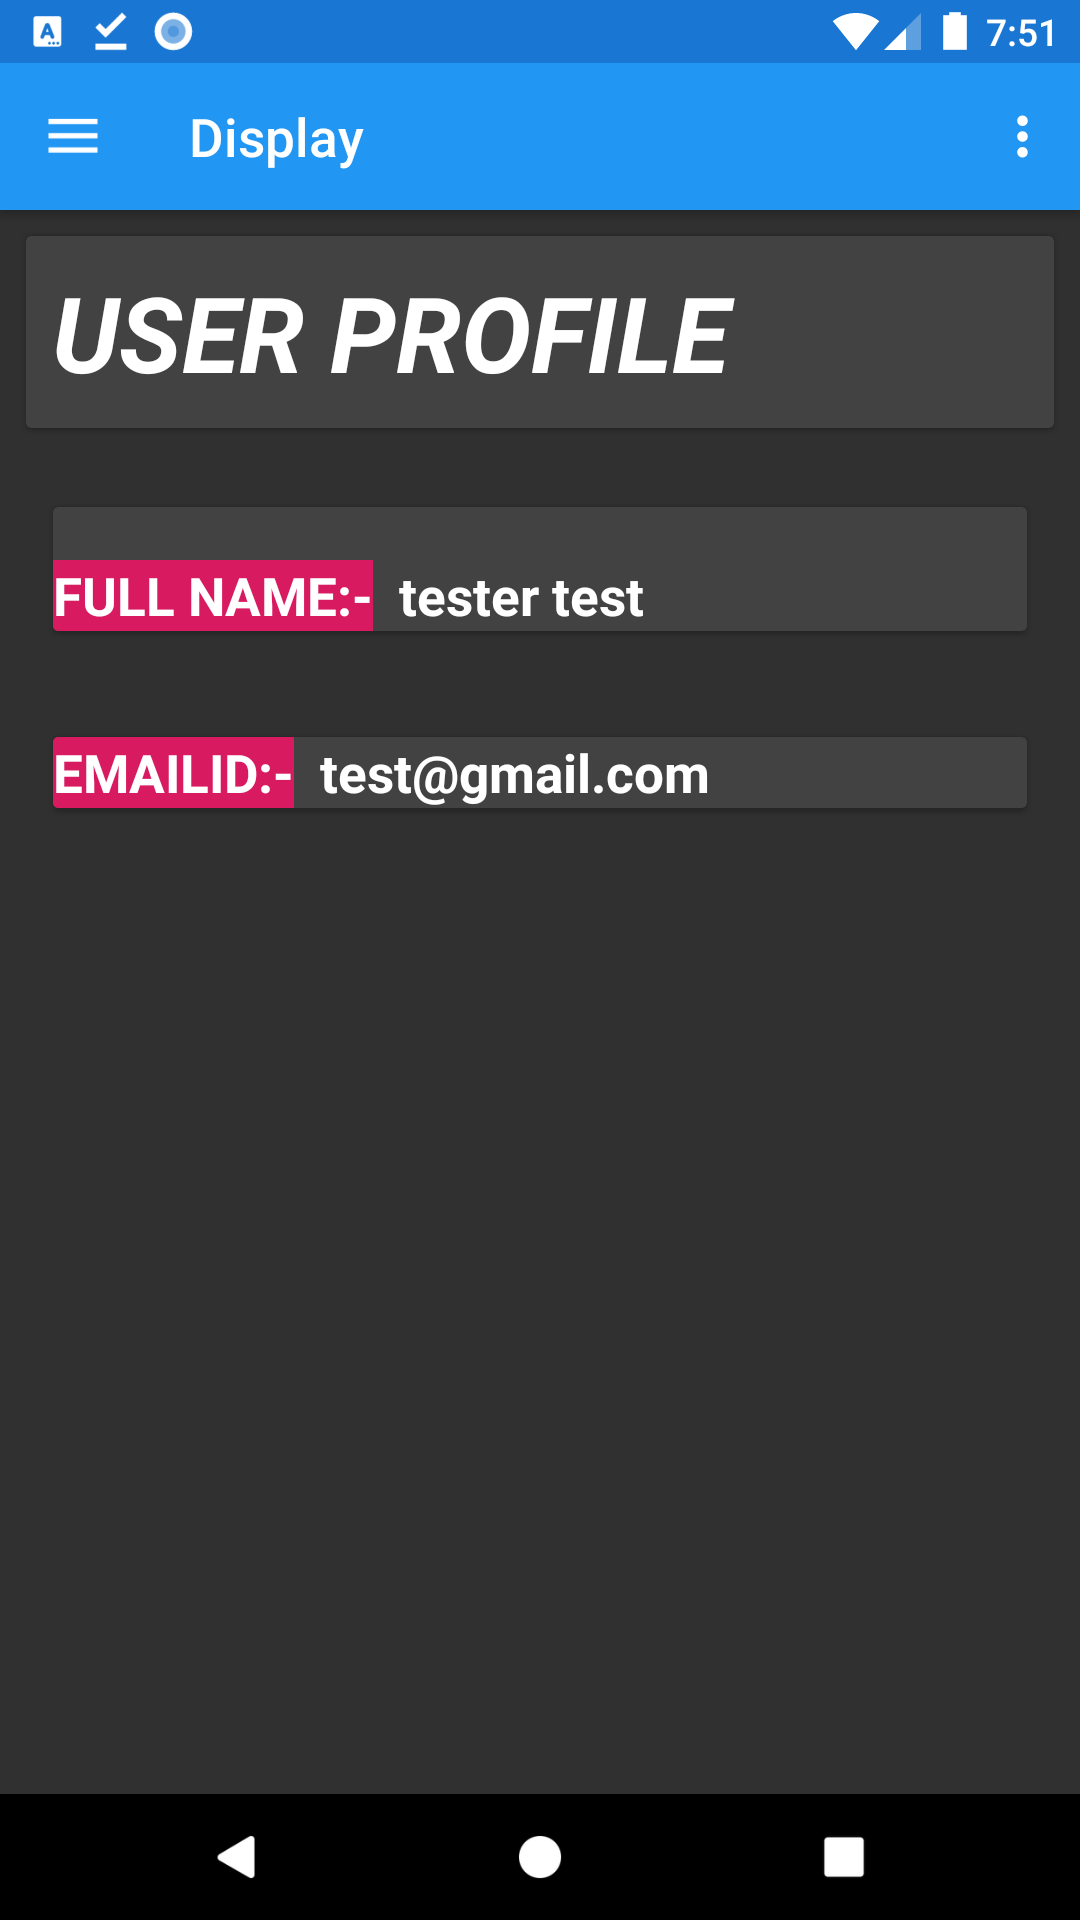 7:51
Display
USER PROFILE
FULL NAME:- tester test
EMAILID:- test@gmail.com